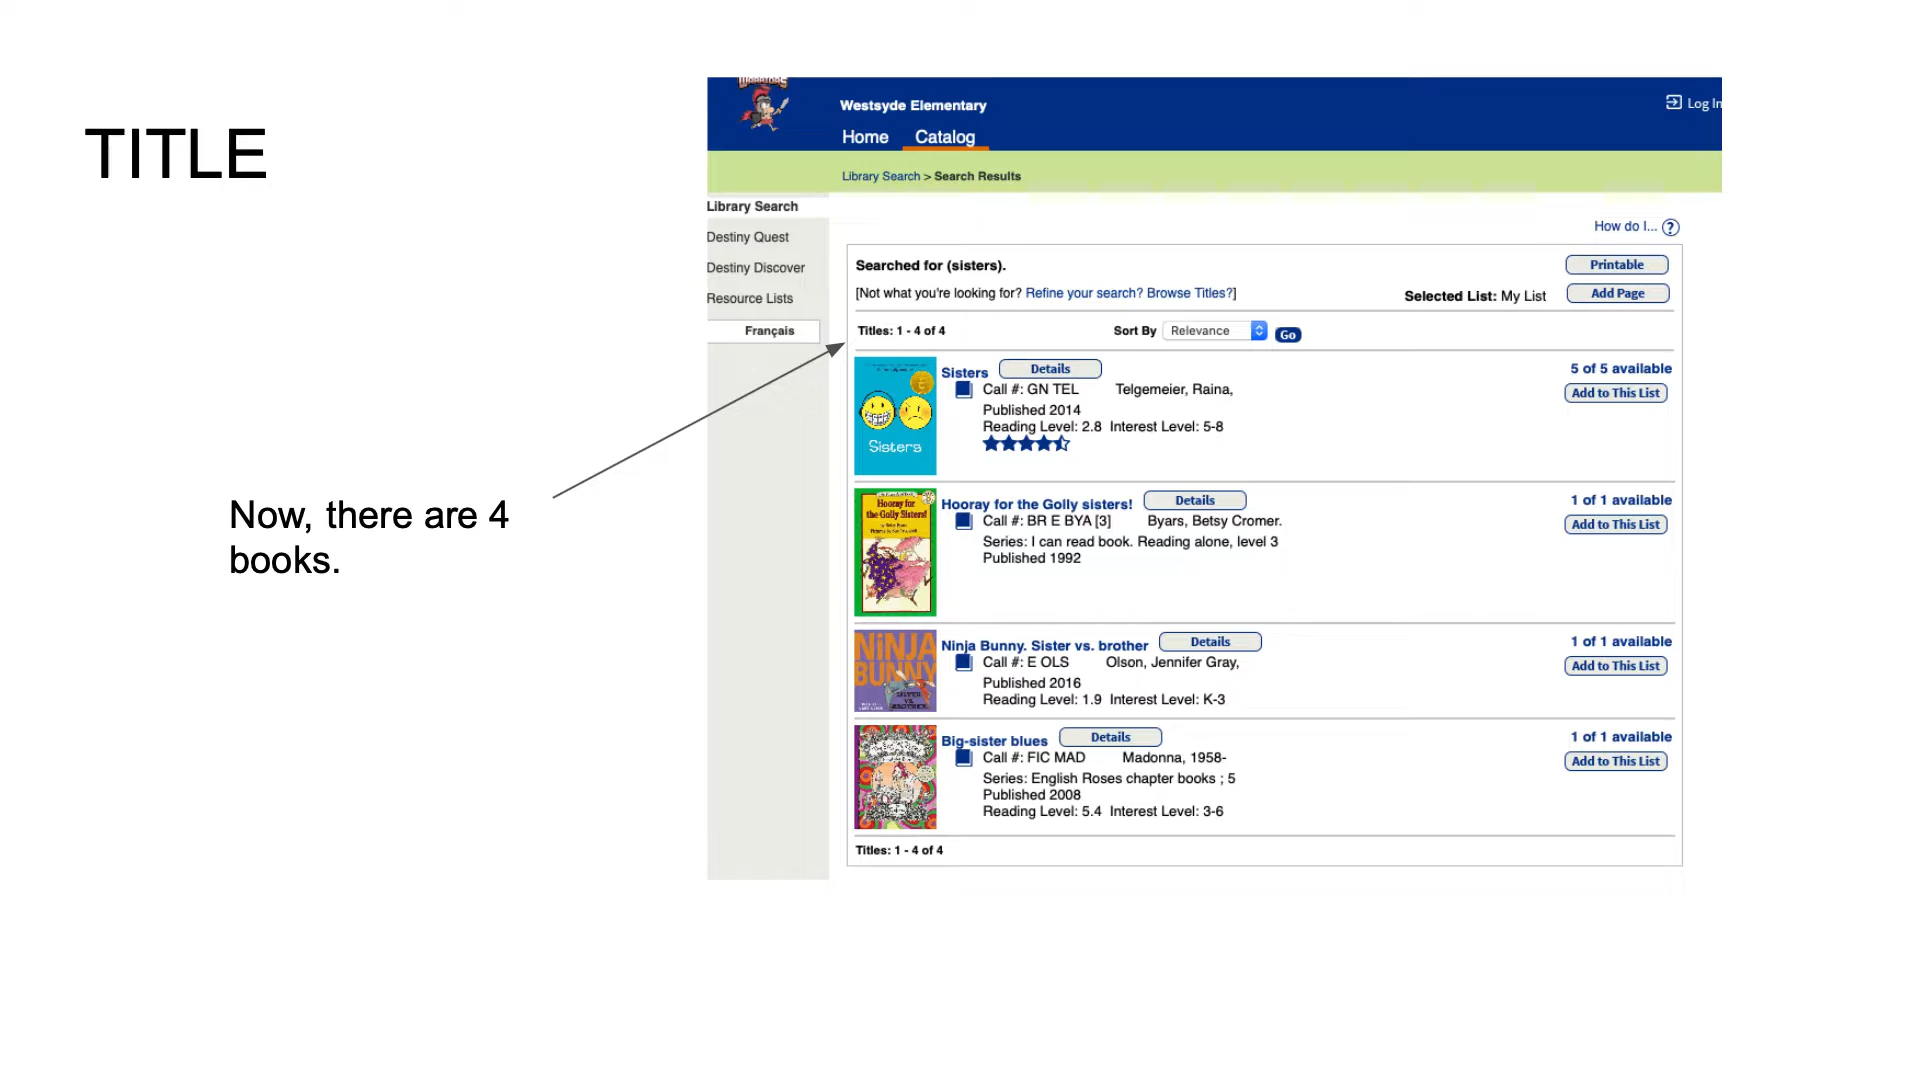 TITLE
Now, there are 4
books.
WARRIORS
Westsyde Elementary
Log In
Home Catalog
Library Search > Search Results
Library Search
Destiny Quest
Destiny Discover
Resource Lists
Français
How do I... ?
Searched for (sisters).
Printable
[Not what you're looking for? Refine your search? Browse Titles?]
Selected List: My List Add Page
Titles: 1 - 4 of 4 Sort By Relevance Go
Sisters Details 5 of 5 available
Call #: GN TEL Telgemeier, Raina, Add to This List
Published 2014
Reading Level: 2.8 Interest Level: 5-8
Sisters
Hooray for the Golly sisters! Details 1 of 1 available
Call #: BR E BYA [3] Byars, Betsy Cromer. Add to This List
Series: I can read book. Reading alone, level 3
Published 1992
Hooray for
the Golly Sisters!
Ninja Bunny. Sister vs. brother Details 1 of 1 available
Call #: E OLS Olson, Jennifer Gray, Add to This List
Published 2016
Reading Level: 1.9 Interest Level: K-3
NINJA
BUNNY
SISTER
VS.
BROTHER
Big-sister blues Details 1 of 1 available
Call #: FIC MAD Madonna, 1958- Add to This List
Series: English Roses chapter books ; 5
Published 2008
Reading Level: 5.4 Interest Level: 3-6
Titles: 1 - 4 of 4